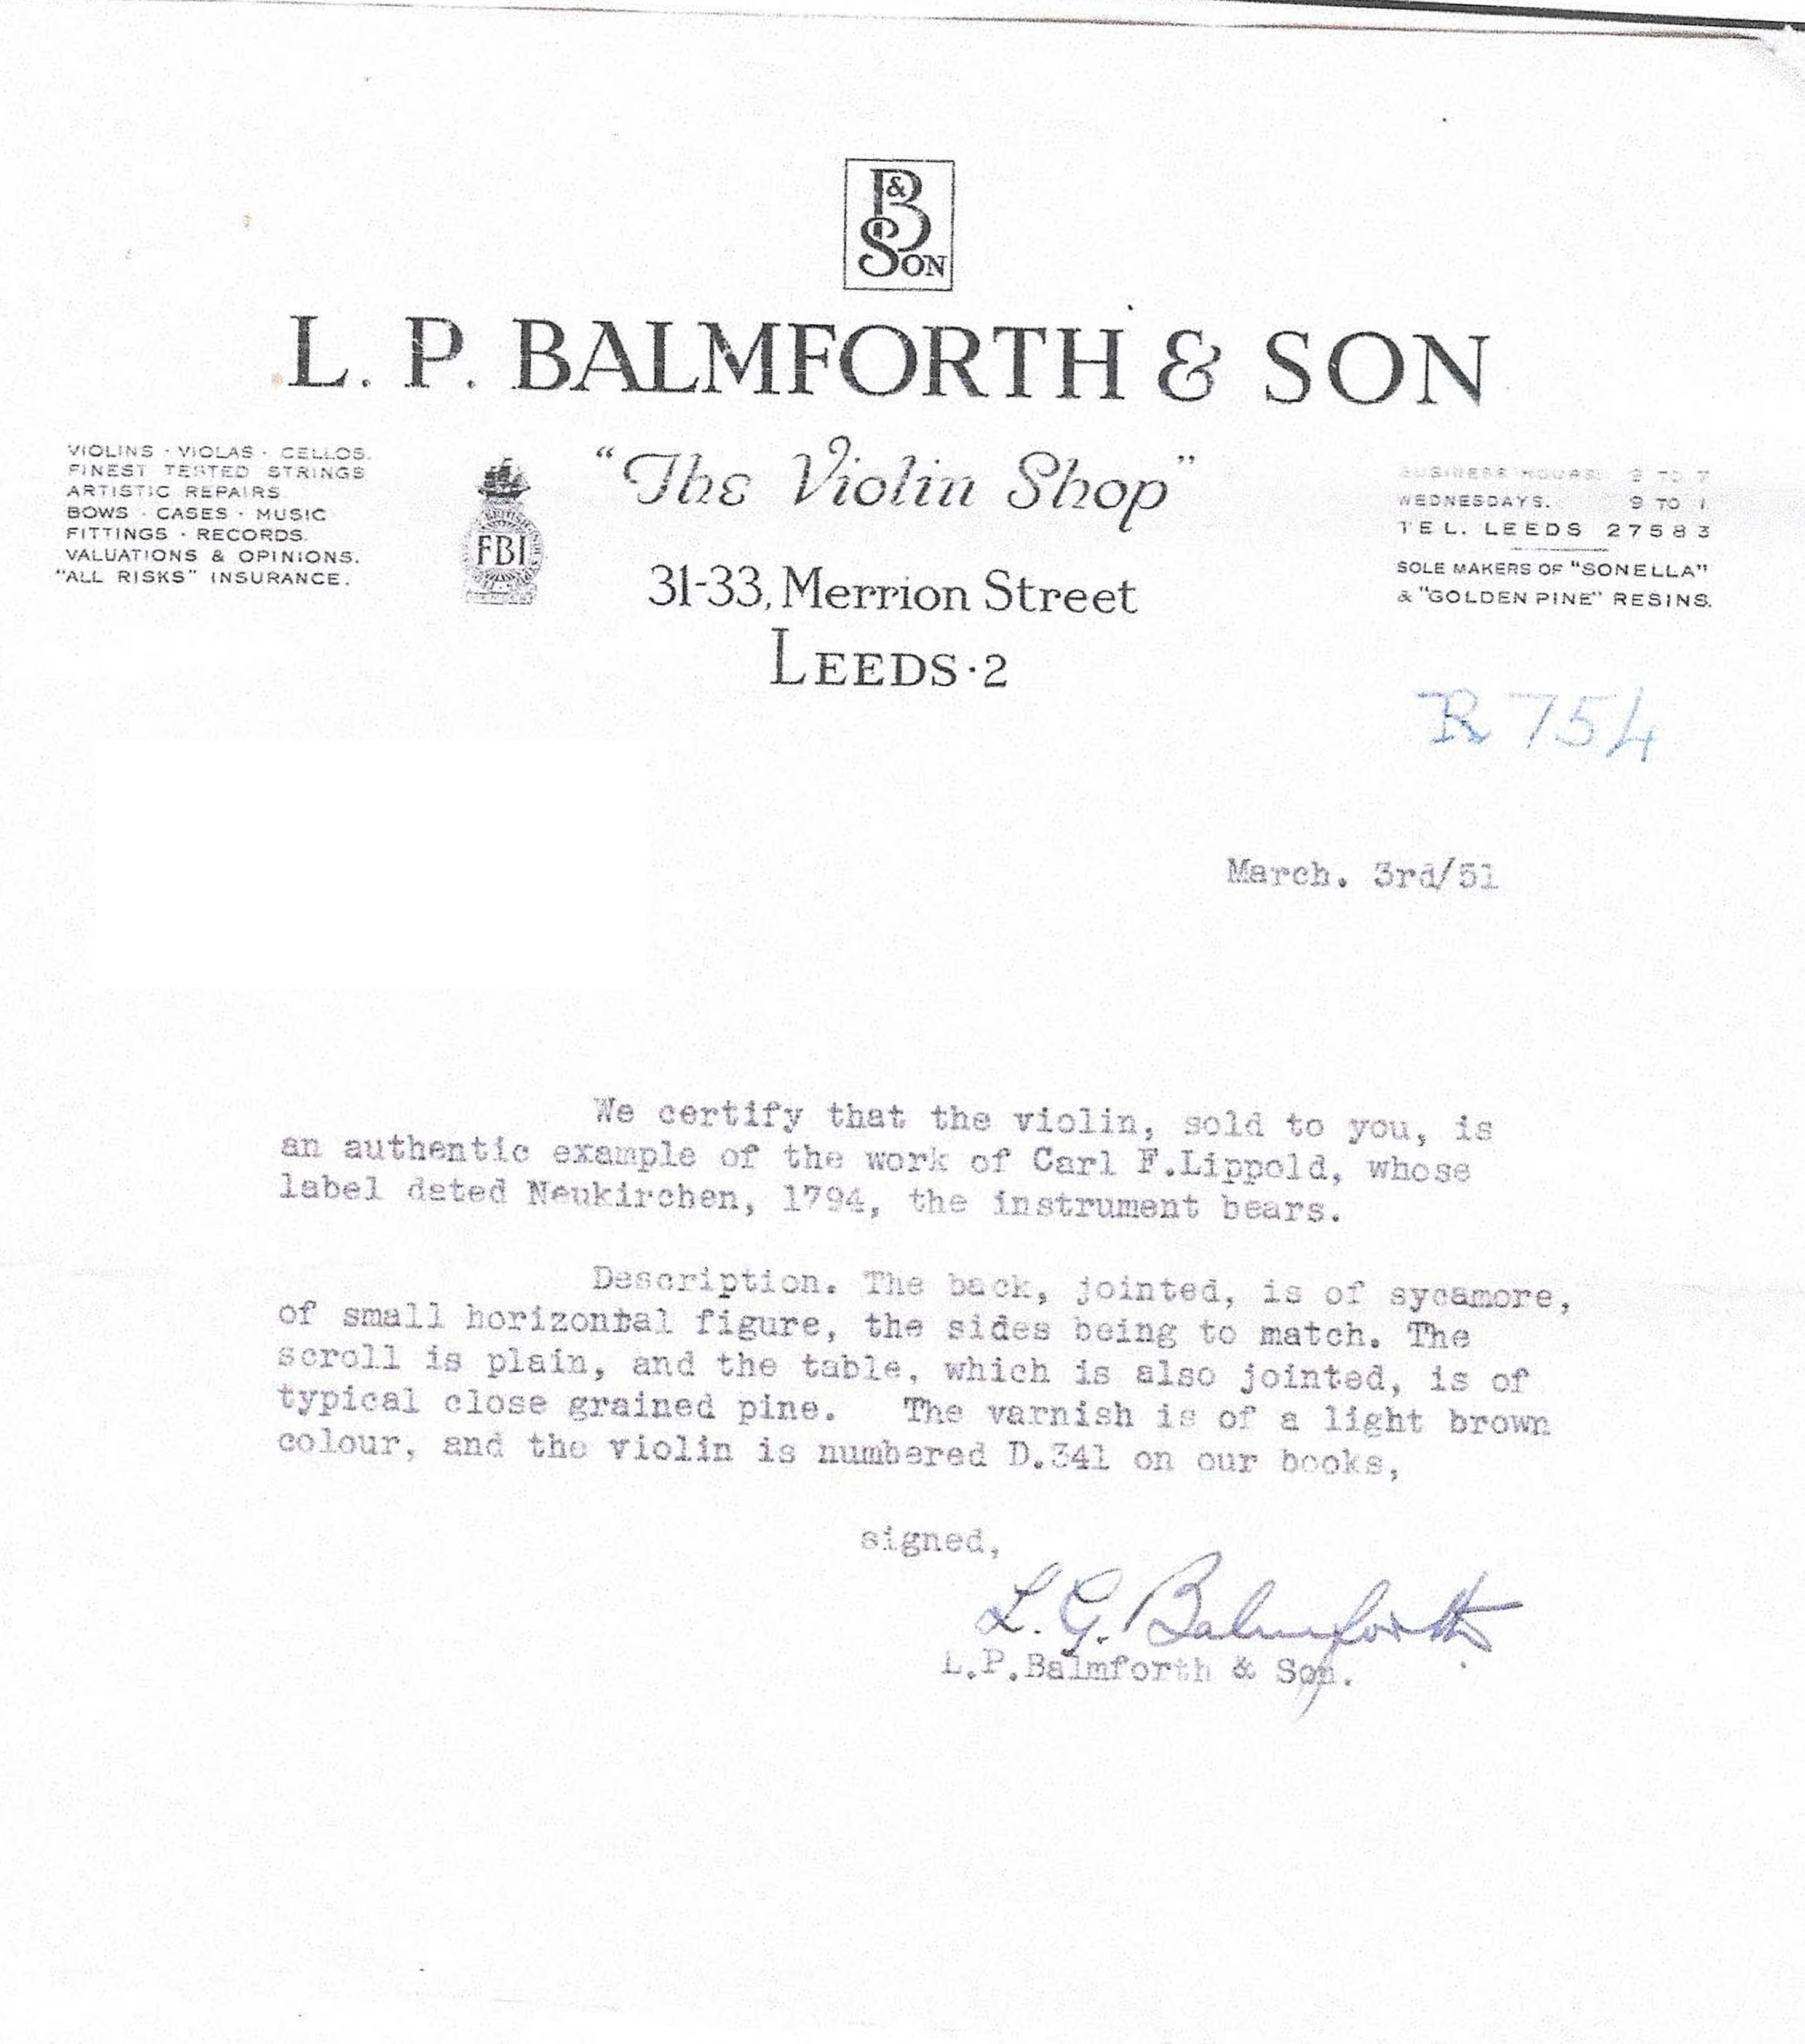 B & SON
L. P. BALMFORTH & SON
"The Violin Shop"
31-33, Merrion Street
LEEDS · 2
VIOLINS · VIOLAS · CELLOS.
FINEST TESTED STRINGS
ARTISTIC REPAIRS
BOWS · CASES · MUSIC
FITTINGS · RECORDS.
VALUATIONS & OPINIONS.
"ALL RISKS" INSURANCE.
BRITISH
FBI
BUSINESS HOURS 9 TO 7
WEDNESDAYS. 9 TO 1
TEL. LEEDS 27583
SOLE MAKERS OF "SONELLA"
& "GOLDEN PINE" RESINS.
R 754
March. 3rd/51
We certify that the violin, sold to you, is
an authentic example of the work of Carl F.Lippold, whose
label dated Neukirchen, 1794, the instrument bears.
Description. The back, jointed, is of sycamore,
of small horizontal figure, the sides being to match. The
scroll is plain, and the table, which is also jointed, is of
typical close grained pine. The varnish is of a light brown
colour, and the violin is numbered D.341 on our books,
signed,
L. G. Balmforth
L.P.Balmforth & Son.